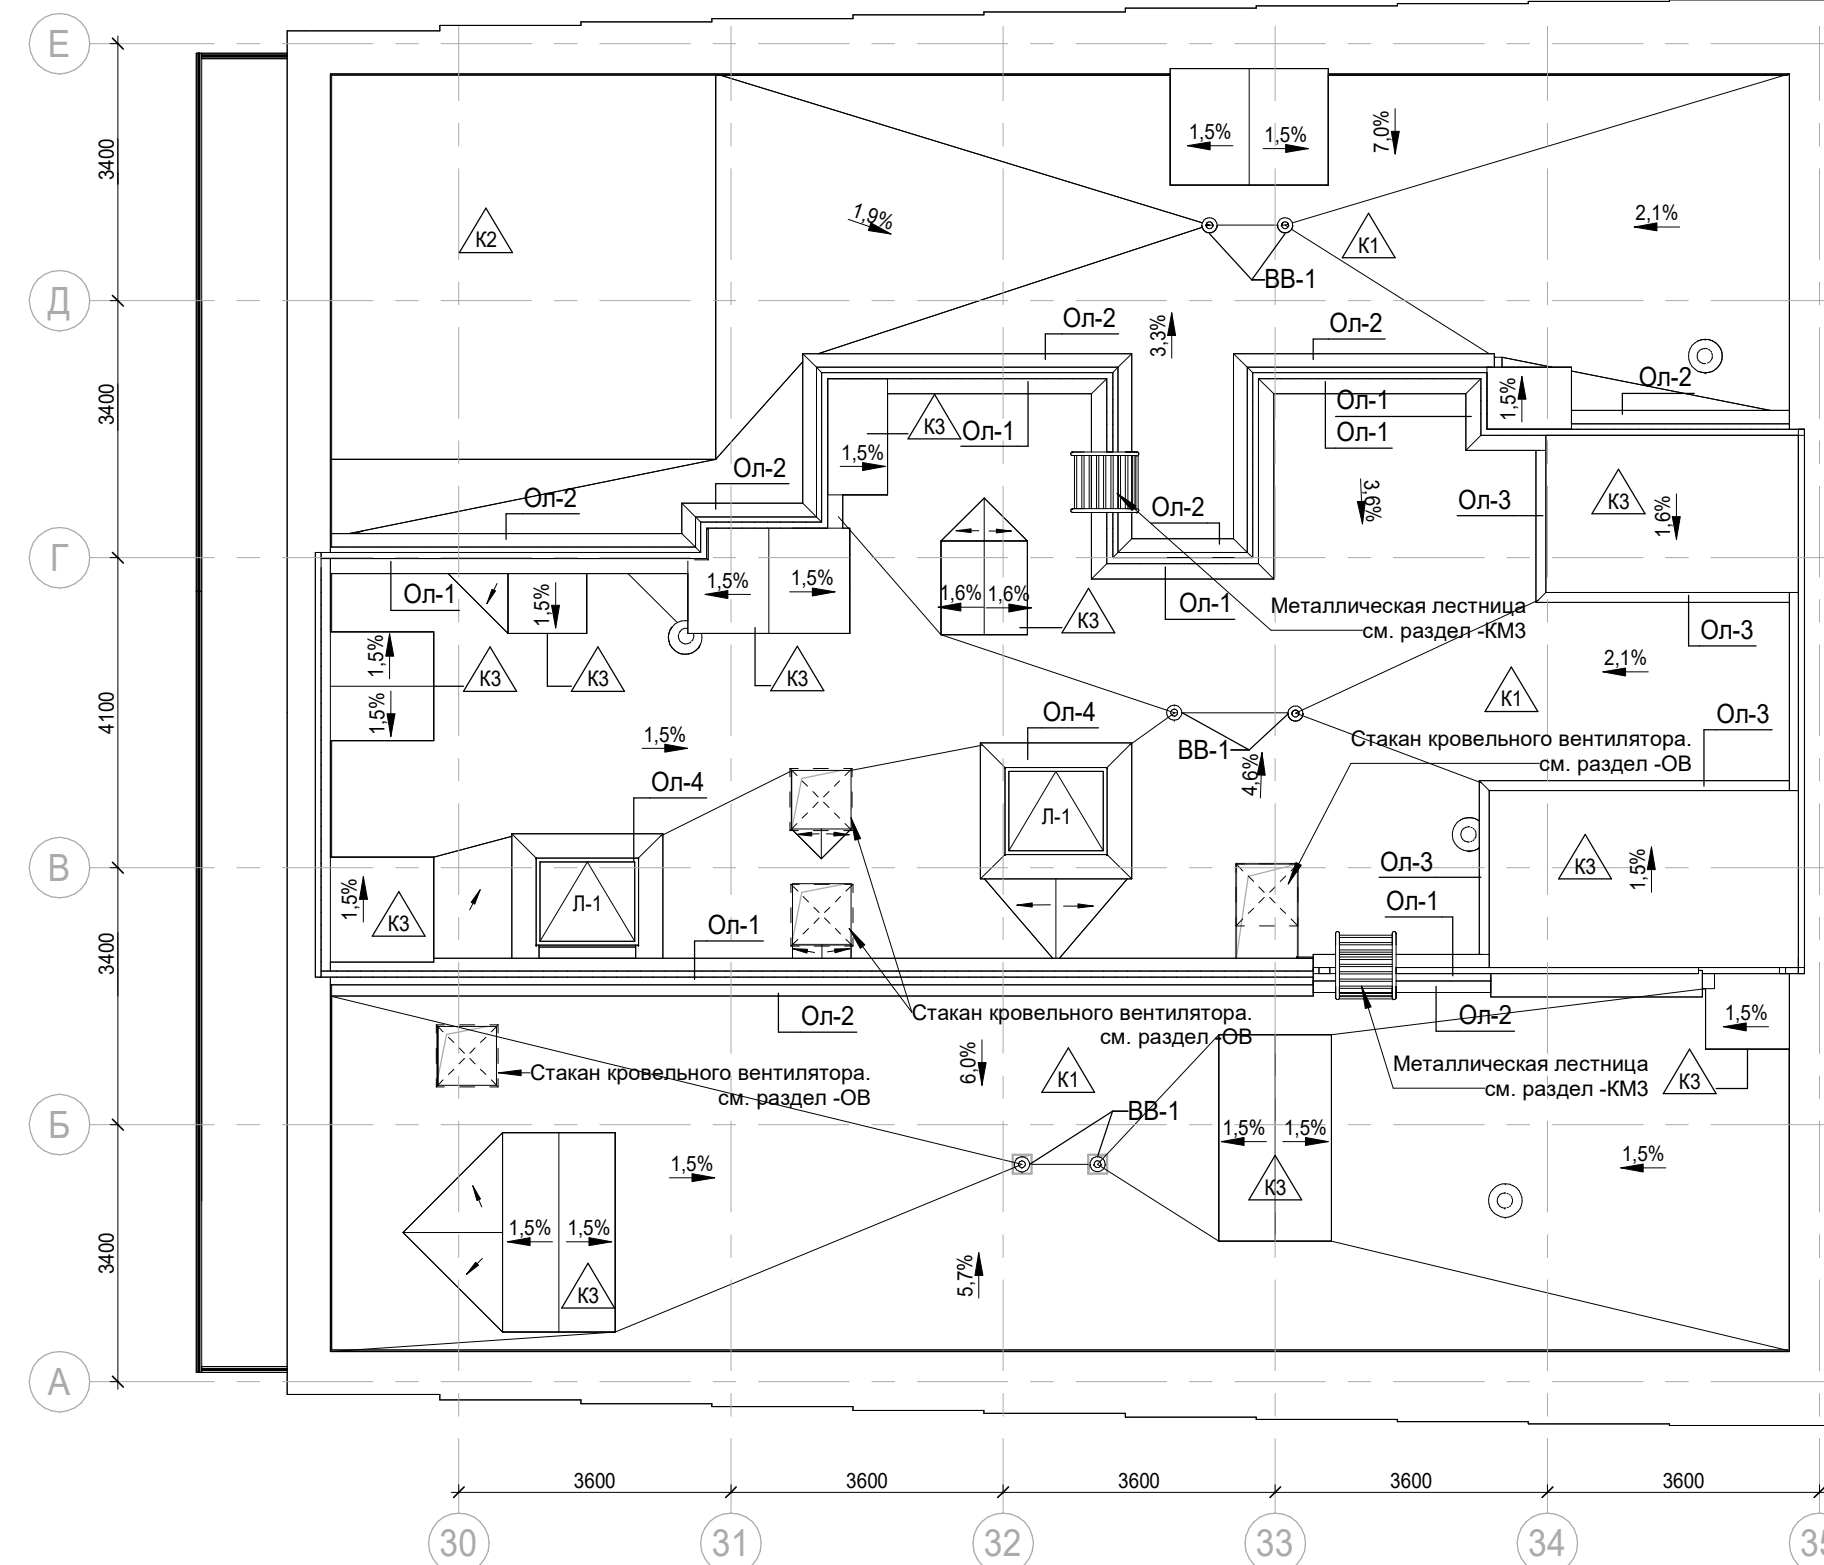 Е
3400
1,5%
1,5%
7,0%
К2
1,9%
2,1%
К1
ВВ-1
Д
Ол-2
3,3%
Ол-2
Ол-2
3400
1,5%
Ол-1
К3
Ол-1
Ол-1
1,5%
Ол-2
Ол-2
Ол-2
3,6%
Ол-3
К3
1,6%
Г
1,5%
1,5%
Ол-1
1,5%
1,6%
1,6%
К3
Ол-1
Металлическая лестница
см. раздел -КМ3
Ол-3
1,5%
К3
К3
К3
2,1%
К1
4100
1,5%
1,5%
Ол-4
ВВ-1
Ол-3
Стакан кровельного вентилятора.
см. раздел -ОВ
4,6%
Ол-4
Л-1
В
Ол-3
К3
1,5%
1,5%
К3
Л-1
Ол-1
Ол-1
3400
Ол-2
Стакан кровельного вентилятора.
см. раздел -ОВ
Ол-2
1,5%
6,0%
К1
Металлическая лестница
см. раздел -КМ3
К3
Стакан кровельного вентилятора.
см. раздел -ОВ
Б
ВВ-1
1,5%
1,5%
1,5%
1,5%
К3
3400
1,5%
1,5%
5,7%
К3
А
3600
3600
3600
3600
3600
30
31
32
33
34